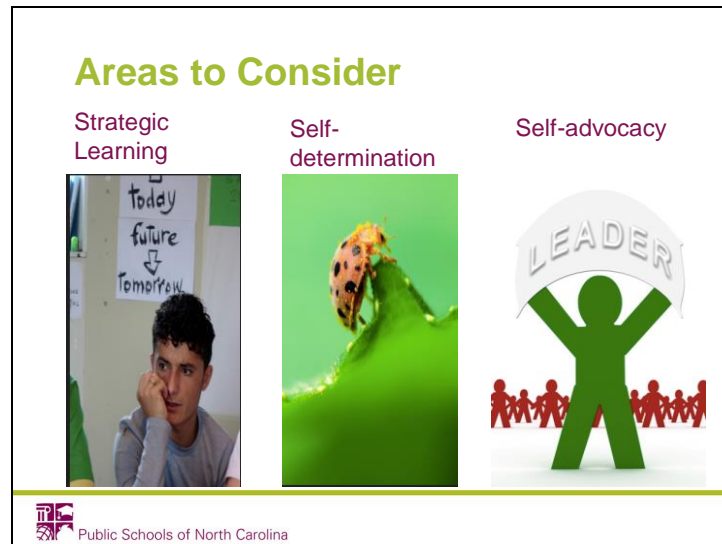 Areas to Consider
Strategic
Learning
Self-
determination
Self-advocacy
today
future
Tomorrow
LEADER
Public Schools of North Carolina